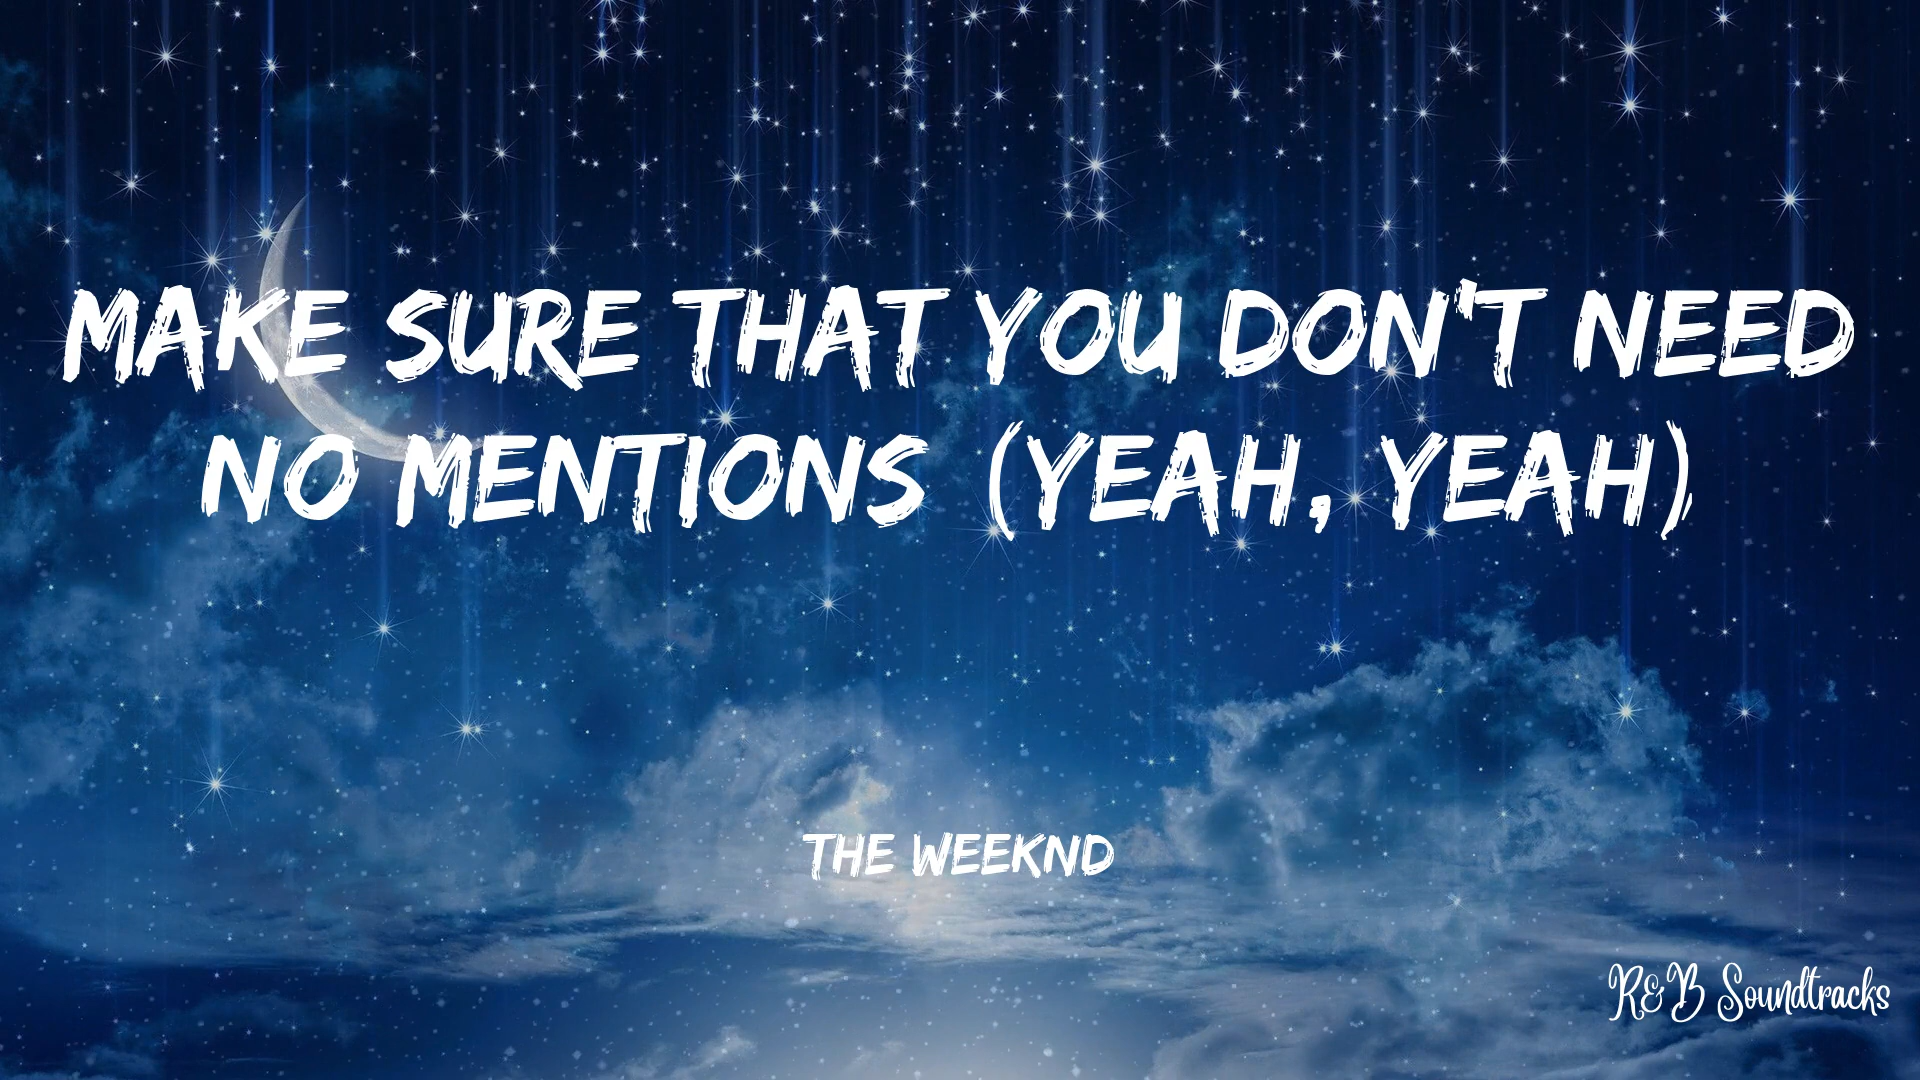 MAKE SURE THAT YOU DON'T NEED
NO MENTIONS (YEAH, YEAH)
THE WEEKND
R&B Soundtracks